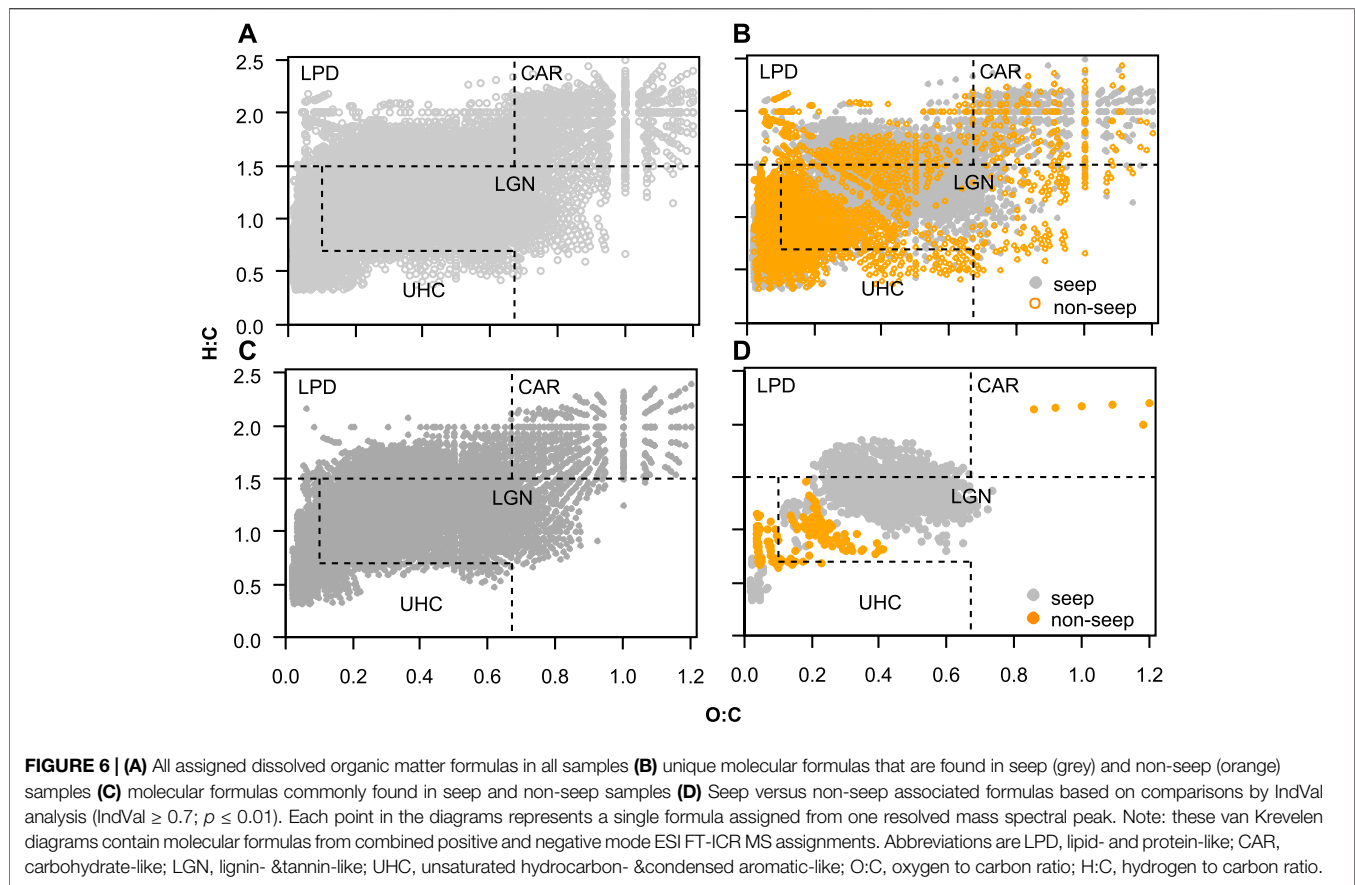 A
B
2.5
2.0
1.5
1.0
0.5
0.0
LPD
CAR
LGN
UHC
LPD
CAR
LGN
UHC
seep
non-seep
H:C
C
D
2.5
2.0
1.5
1.0
0.5
0.0
LPD
CAR
LGN
UHC
LPD
CAR
LGN
UHC
seep
non-seep
0.0 0.2 0.4 0.6 0.8 1.0 1.2
0.0 0.2 0.4 0.6 0.8 1.0 1.2
O:C
FIGURE 6 | (A) All assigned dissolved organic matter formulas in all samples (B) unique molecular formulas that are found in seep (grey) and non-seep (orange)
samples (C) molecular formulas commonly found in seep and non-seep samples (D) Seep versus non-seep associated formulas based on comparisons by IndVal
analysis (IndVal ≥ 0.7; p ≤ 0.01). Each point in the diagrams represents a single formula assigned from one resolved mass spectral peak. Note: these van Krevelen
diagrams contain molecular formulas from combined positive and negative mode ESI FT-ICR MS assignments. Abbreviations are LPD, lipid- and protein-like; CAR,
carbohydrate-like; LGN, lignin- &tannin-like; UHC, unsaturated hydrocarbon- &condensed aromatic-like; O:C, oxygen to carbon ratio; H:C, hydrogen to carbon ratio.